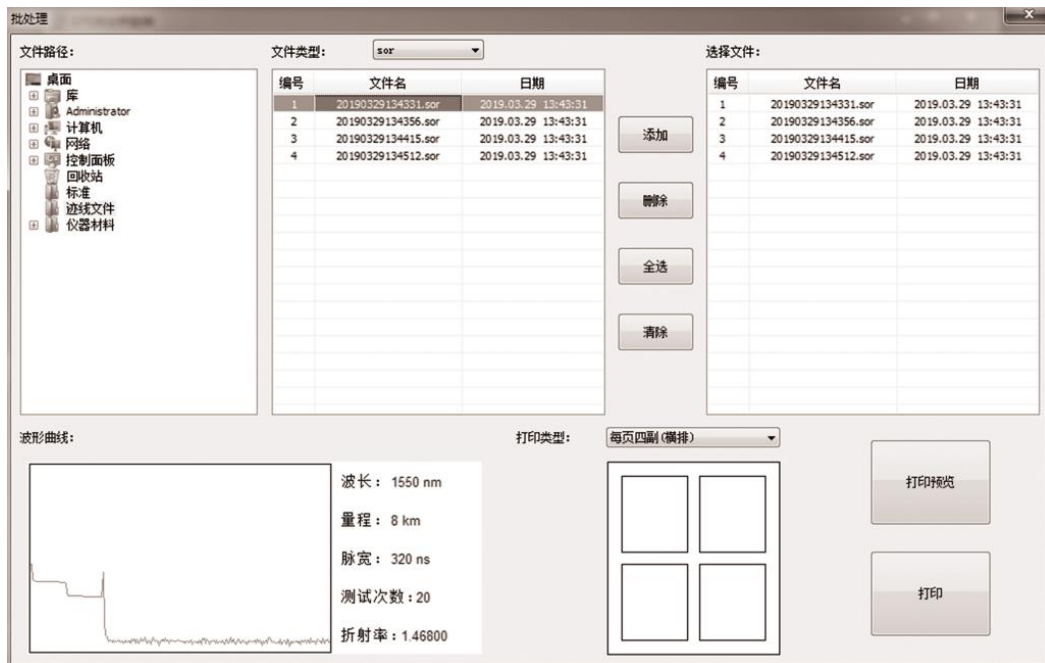 批处理
文件路径：
桌面
库
Administrator
计算机
网络
控制面板
回收站
标准
迹线文件
仪器材料
文件类型： sor
编号 文件名 日期
1 20190329134331.sor 2019.03.29 13:43:31
2 20190329134356.sor 2019.03.29 13:43:31
3 20190329134415.sor 2019.03.29 13:43:31
4 20190329134512.sor 2019.03.29 13:43:31
添加
删除
全选
清除
选择文件：
编号 文件名 日期
1 20190329134331.sor 2019.03.29 13:43:31
2 20190329134356.sor 2019.03.29 13:43:31
3 20190329134415.sor 2019.03.29 13:43:31
4 20190329134512.sor 2019.03.29 13:43:31
波形曲线：
波长： 1550 nm
量程： 8 km
脉宽： 320 ns
测试次数：20
折射率：1.46800
打印类型： 每页四副(横排)
打印预览
打印